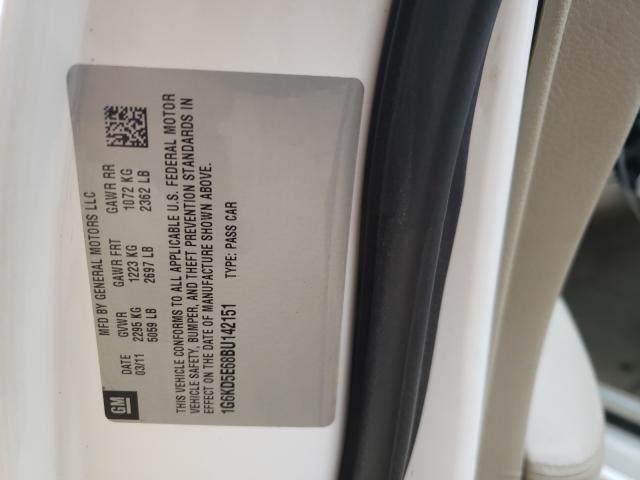 GM
MFD BY GENERAL MOTORS LLC
DATE GVWR GAWR FRT GAWR RR
03/11 2295 KG 1223 KG 1072 KG
5059 LB 2697 LB 2362 LB
THIS VEHICLE CONFORMS TO ALL APPLICABLE U.S. FEDERAL MOTOR
VEHICLE SAFETY, BUMPER, AND THEFT PREVENTION STANDARDS IN
EFFECT ON THE DATE OF MANUFACTURE SHOWN ABOVE.
1G6KD5E66BU142151 TYPE: PASS CAR